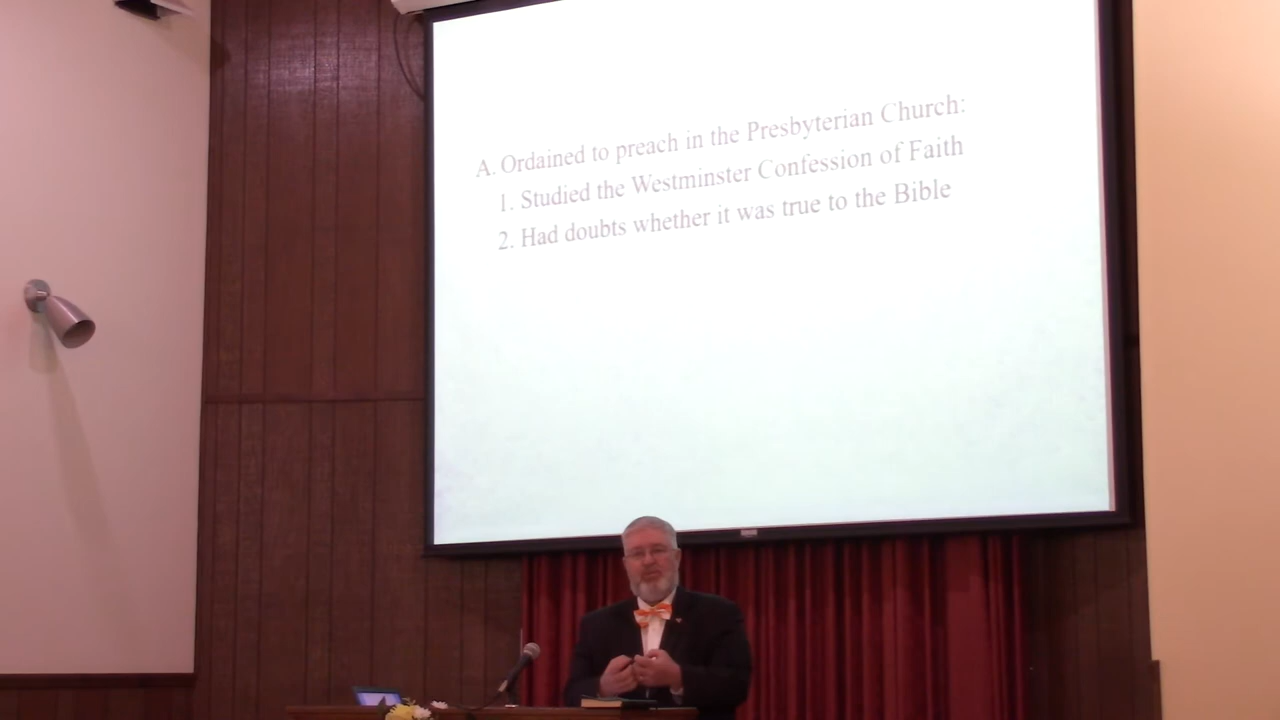 A. Ordained to preach in the Presbyterian Church:
1. Studied the Westminster Confession of Faith
2. Had doubts whether it was true to the Bible